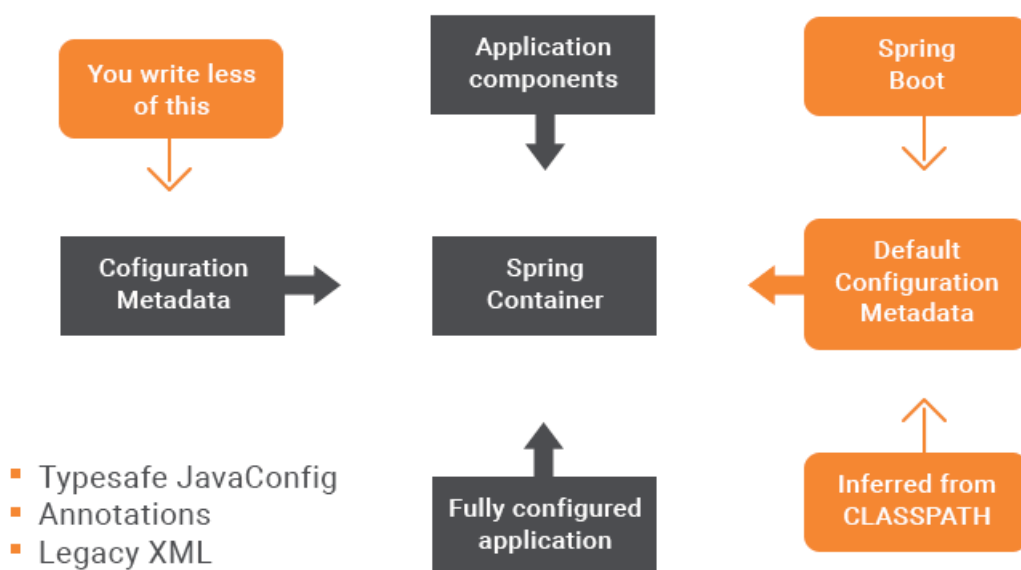 You write less
of this
Application
components
Spring
Boot
Cofiguration
Metadata
Spring
Container
Default
Configuration
Metadata
Typesafe JavaConfig
Annotations
Legacy XML
Fully configured
application
Inferred from
CLASSPATH